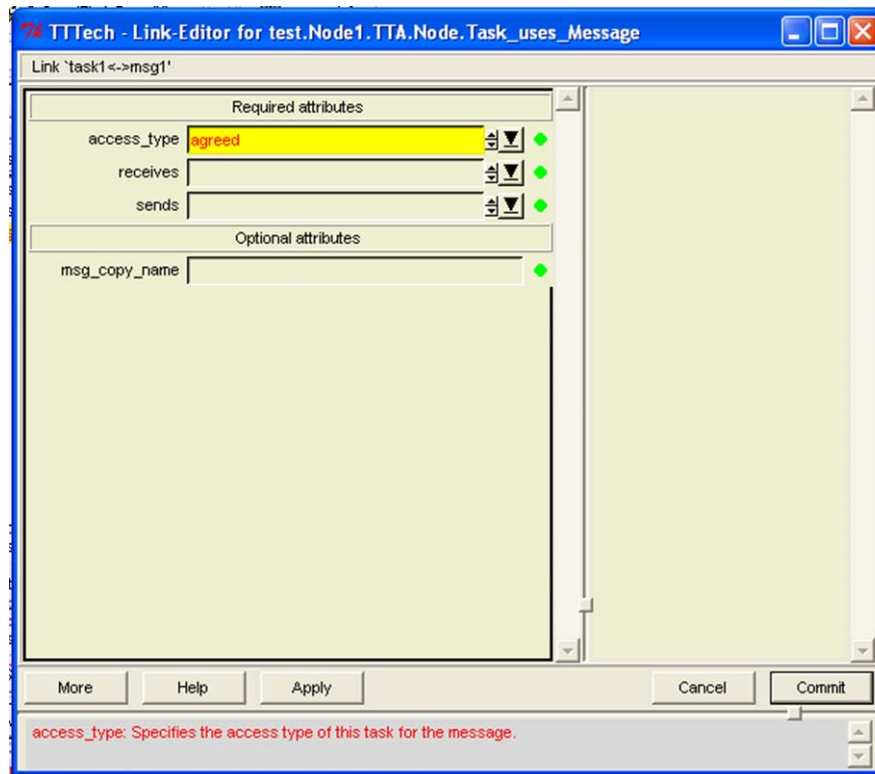 TTTech - Link-Editor for test.Node1.TTA.Node.Task_uses_Message
Link `task1<->msg1'
Required attributes
access_type agreed
receives
sends
Optional attributes
msg_copy_name
More Help Apply Cancel Commit
access_type: Specifies the access type of this task for the message.